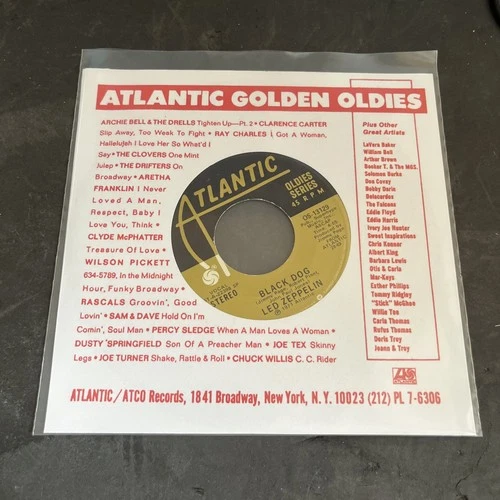 ATLANTIC GOLDEN OLDIES
ARCHIE BELL & THE DRELLS Tighten Up—Pt. 2 • CLARENCE CARTER
Slip Away, Too Weak To Fight • RAY CHARLES I Got A Woman,
Hallelujah I Love Her So What'd I
Say • THE CLOVERS One Mint
Julep • THE DRIFTERS On
Broadway • ARETHA
FRANKLIN I Never
Loved A Man,
Respect, Baby I
Love You, Think •
CLYDE McPHATTER
Treasure Of Love •
WILSON PICKETT
634-5789, In the Midnight
Hour, Funky Broadway •
RASCALS Groovin', Good
Lovin' • SAM & DAVE Hold On I'm
Comin', Soul Man • PERCY SLEDGE When A Man Loves A Woman •
DUSTY SPRINGFIELD Son Of A Preacher Man • JOE TEX Skinny
Legs • JOE TURNER Shake, Rattle & Roll • CHUCK WILLIS C. C. Rider
Plus Other
Great Artists
LaVern Baker
William Bell
Arthur Brown
Booker T. & The MGS.
Solomon Burke
Don Covay
Bobby Darin
Delacardos
The Falcons
Eddie Floyd
Eddie Harris
Ivory Joe Hunter
Sweet Inspirations
Chris Kenner
Albert King
Barbara Lewis
Otis & Carla
Mar-Keys
Esther Phillips
Tommy Ridgley
"Stick" McGhee
Willie Tee
Carla Thomas
Rufus Thomas
Doris Troy
Jeann & Troy
ATLANTIC
OLDIES
SERIES
45 RPM
OS-13129
STEREO
BLACK DOG
LED ZEPPELIN
ATLANTIC/ATCO Records, 1841 Broadway, New York, N. Y. 10023 (212) PL 7-6306